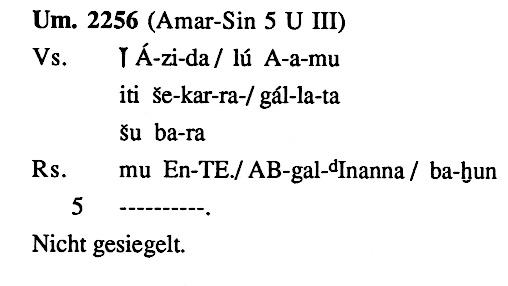 Um. 2256 (Amar-Sin 5 U III)
Vs. 𒁹 Á-zi-da / lú A-a-mu
iti še-kar-ra-/ gál-la-ta
šu ba-ra
Rs. mu En-TE./ AB-gal-ᵈInanna / ba-ḫun
5 ----------.
Nicht gesiegelt.